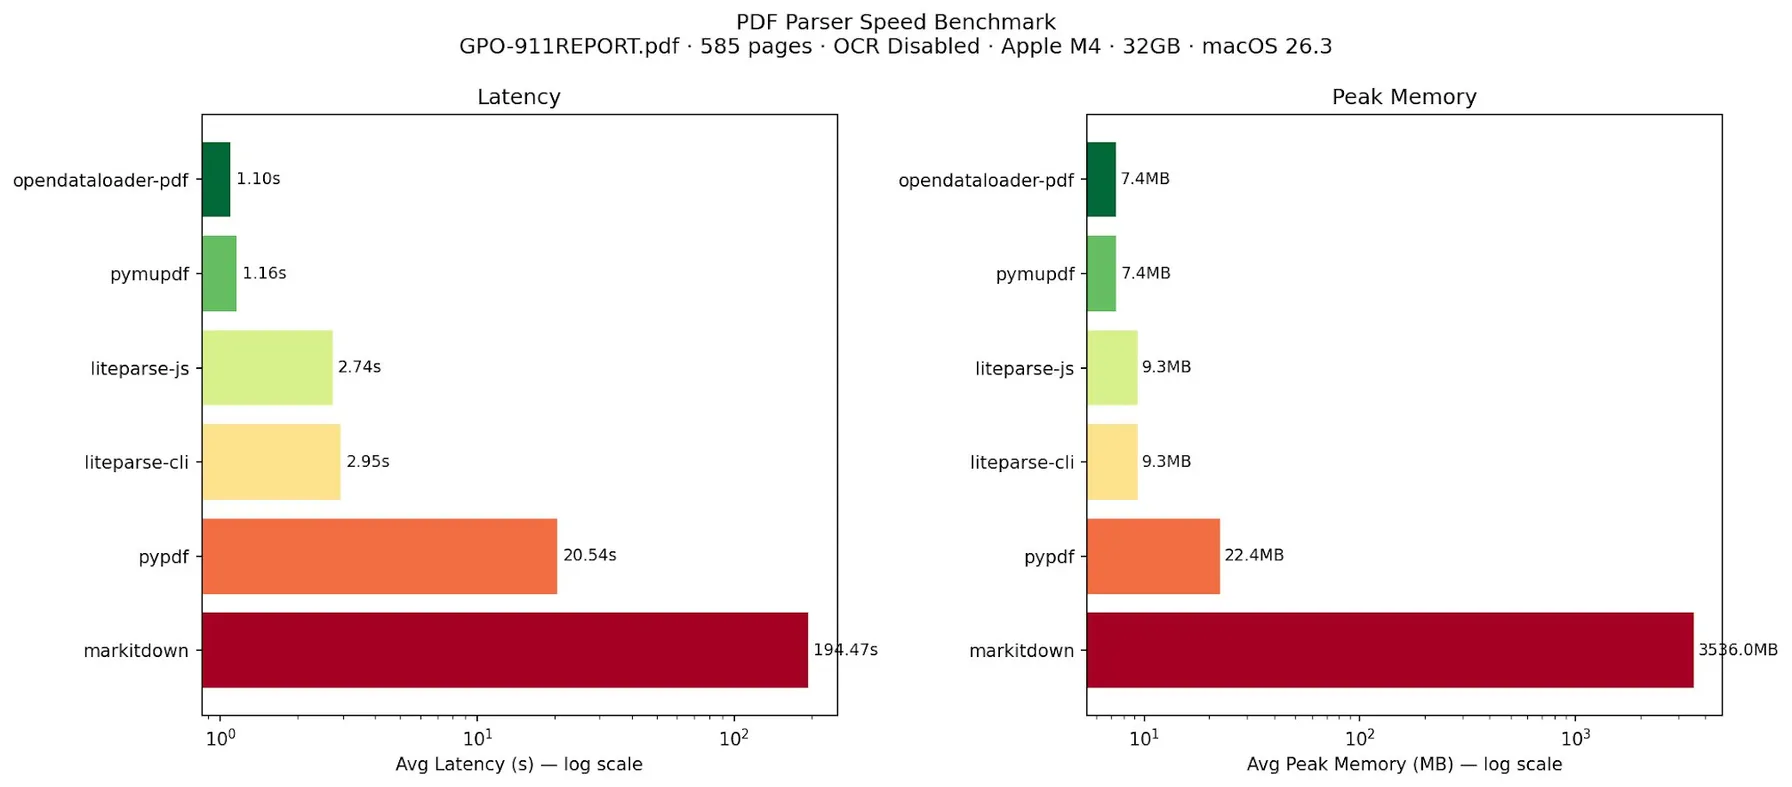 PDF Parser Speed Benchmark
GPO-911REPORT.pdf · 585 pages · OCR Disabled · Apple M4 · 32GB · macOS 26.3
Latency
opendataloader-pdf
1.10s
pymupdf
1.16s
liteparse-js
2.74s
liteparse-cli
2.95s
pypdf
20.54s
markitdown
194.47s
10⁰ 10¹ 10²
Avg Latency (s) — log scale
Peak Memory
opendataloader-pdf
7.4MB
pymupdf
7.4MB
liteparse-js
9.3MB
liteparse-cli
9.3MB
pypdf
22.4MB
markitdown
3536.0MB
10¹ 10² 10³
Avg Peak Memory (MB) — log scale